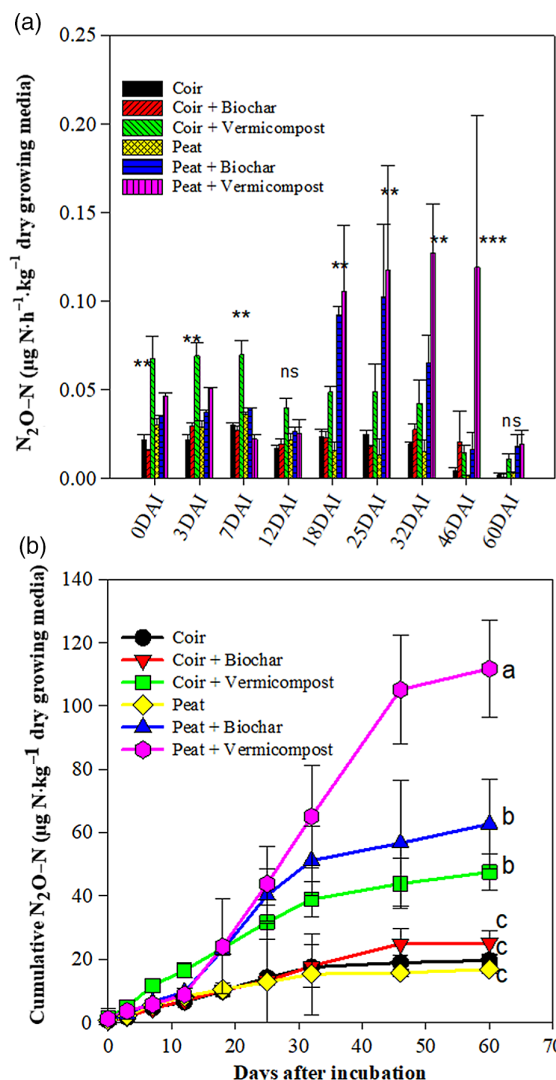 (a)
0.25
0.20
0.15
0.10
0.05
0.00
N₂O–N (µg N·h⁻¹·kg⁻¹ dry growing media)
Coir
Coir + Biochar
Coir + Vermicompost
Peat
Peat + Biochar
Peat + Vermicompost
** ** ** ns ** ** ** *** ns
0DAI 3DAI 7DAI 12DAI 18DAI 25DAI 32DAI 46DAI 60DAI
(b)
140
120
100
80
60
40
20
0
Cumulative N₂O–N (µg N·kg⁻¹ dry growing media)
Coir
Coir + Biochar
Coir + Vermicompost
Peat
Peat + Biochar
Peat + Vermicompost
a
b
b
c
c
c
0 10 20 30 40 50 60 70
Days after incubation